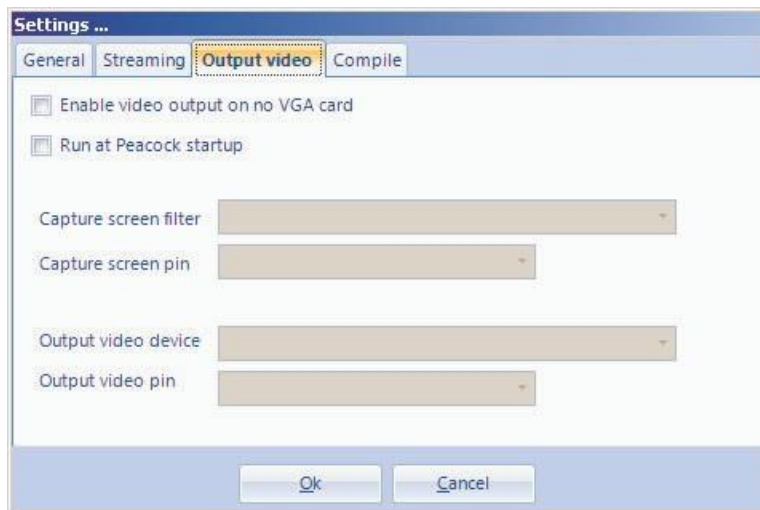 Settings ...
General Streaming Output video Compile
Enable video output on no VGA card
Run at Peacock startup
Capture screen filter
Capture screen pin
Output video device
Output video pin
Ok Cancel